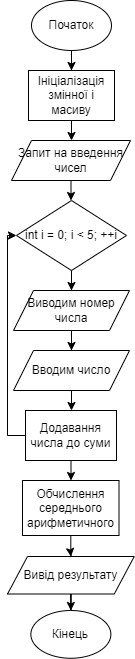 Початок
Ініціалізація
змінної і
масиву
Запит на введення
чисел
int i = 0; i < 5; ++i
Виводим номер
числа
Вводим число
Додавання
числа до суми
Обчислення
середнього
арифметичного
Вивід результату
Кінець